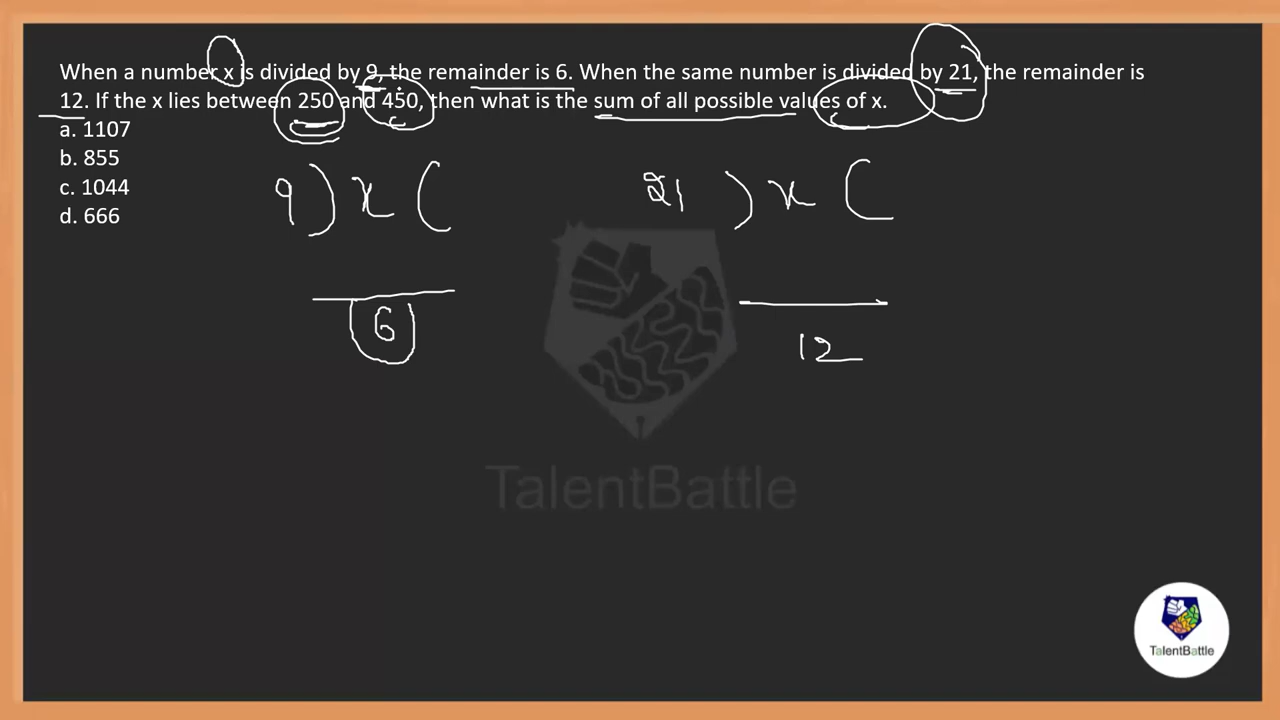 When a number x is divided by 9, the remainder is 6. When the same number is divided by 21, the remainder is
12. If the x lies between 250 and 450, then what is the sum of all possible values of x.
a. 1107
b. 855
c. 1044
d. 666
9 ) x (
21 ) x (
6
12
TalentBattle
TalentBattle